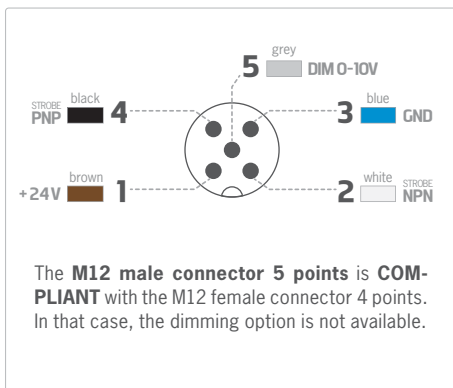 grey
5 DIM 0-10V
STROBE black blue
PNP 4 3 GND
brown white STROBE
+24V 1 2 NPN
The M12 male connector 5 points is COM-
PLIANT with the M12 female connector 4 points.
In that case, the dimming option is not available.